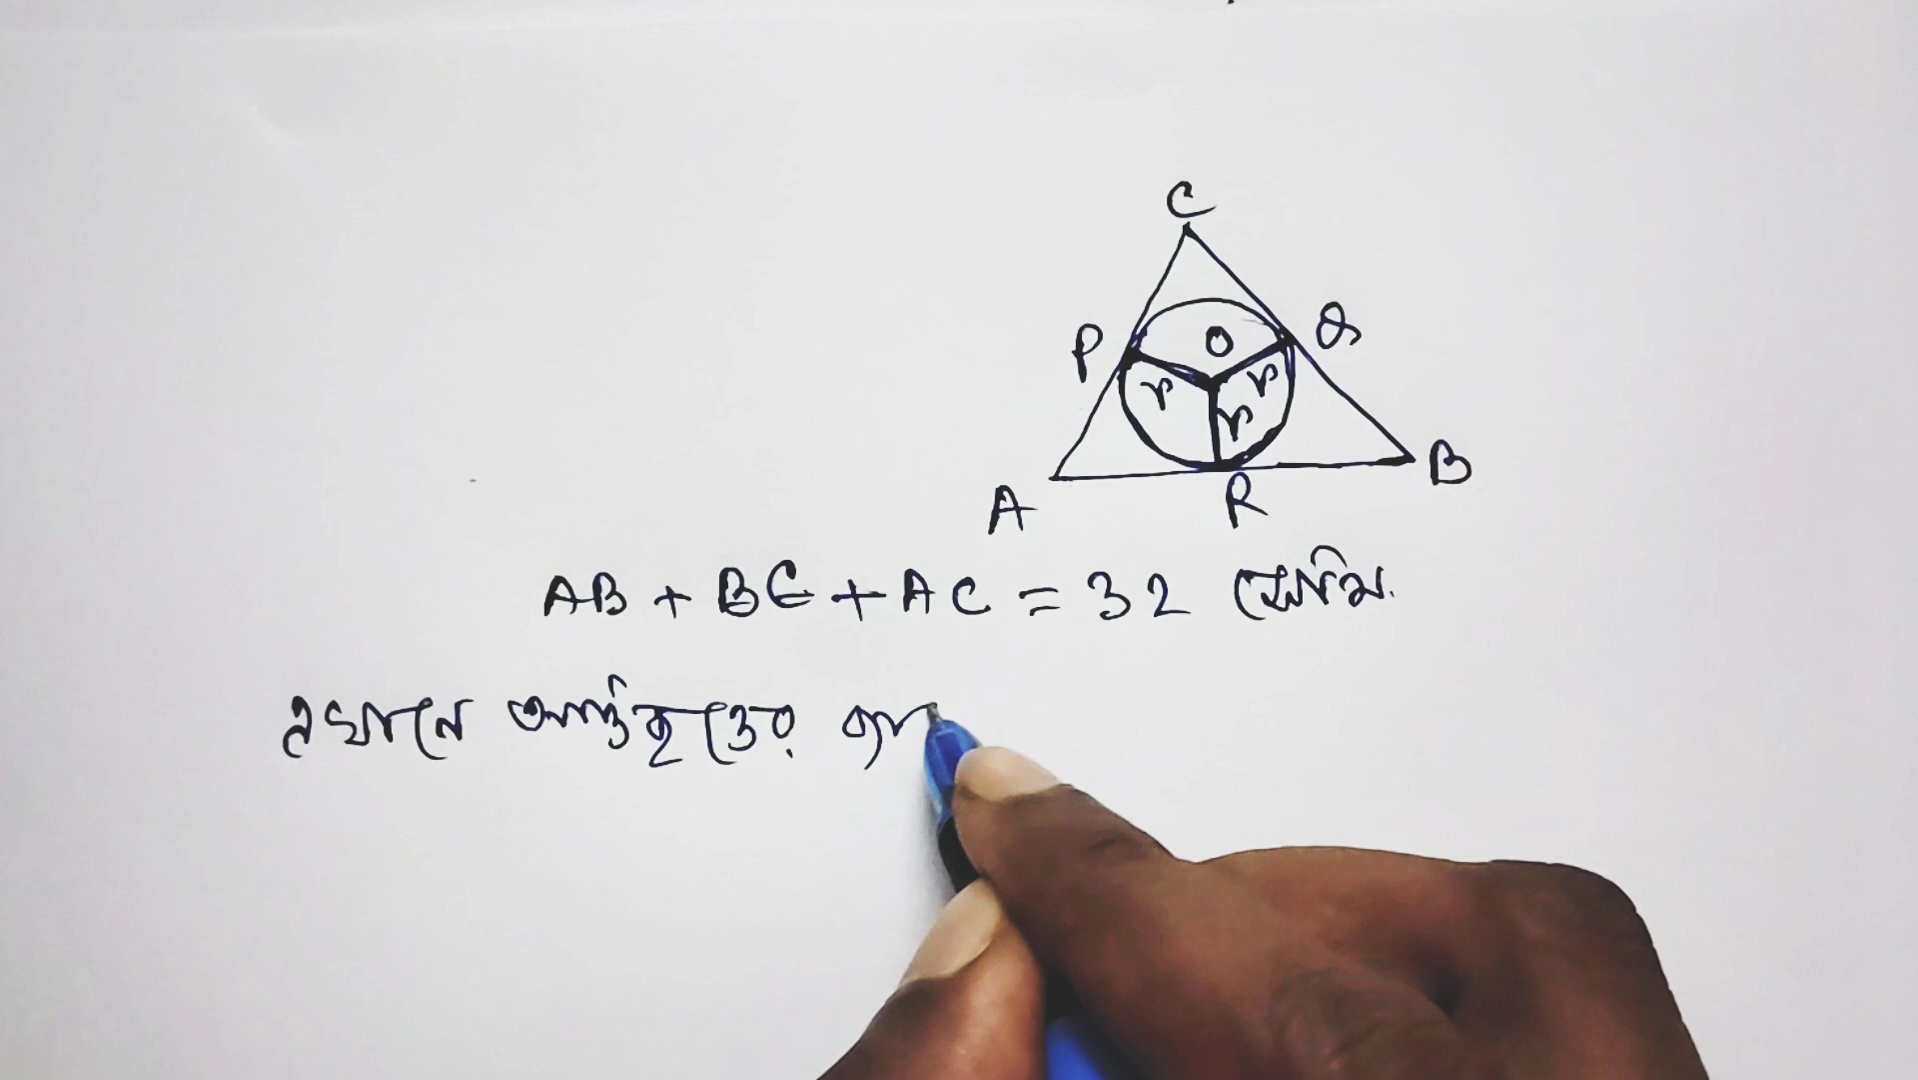 C
P O Q
r r
r
A R B
AB + BC + AC = 32 সেমি.
এখানে অন্তঃবৃত্তের ব্যা